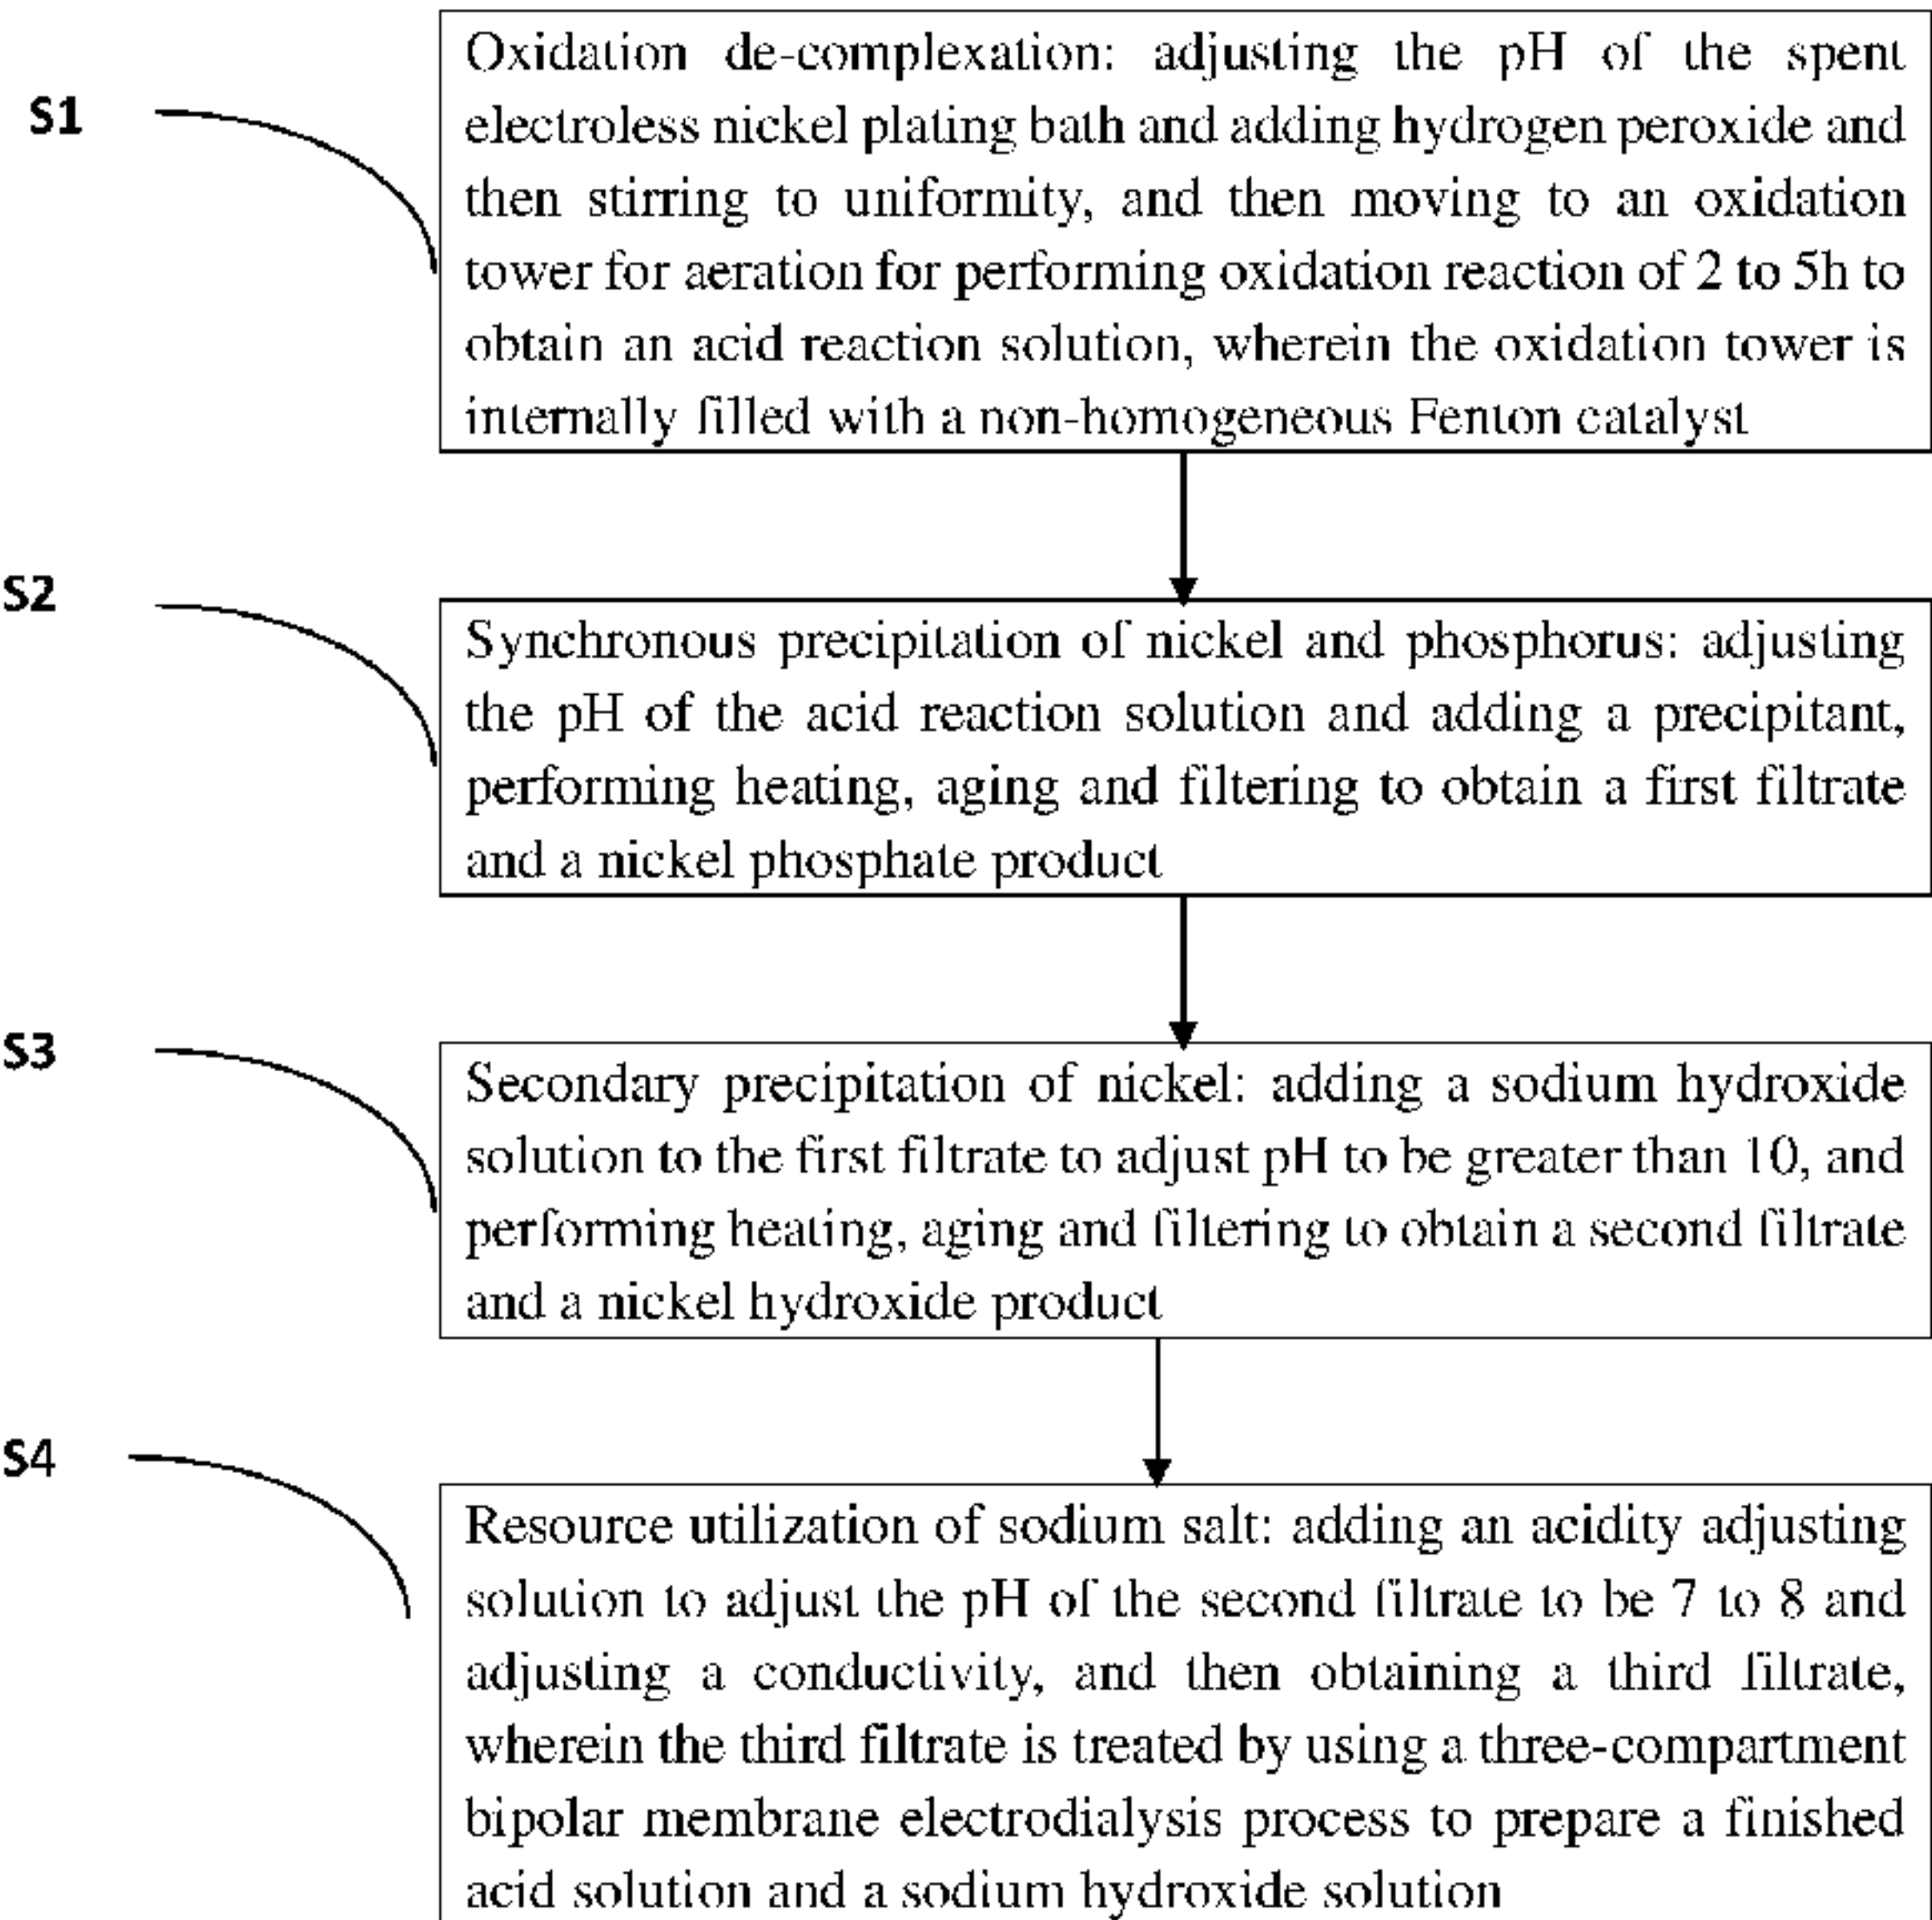 S1
Oxidation de-complexation: adjusting the pH of the spent
electroless nickel plating bath and adding hydrogen peroxide and
then stirring to uniformity, and then moving to an oxidation
tower for aeration for performing oxidation reaction of 2 to 5h to
obtain an acid reaction solution, wherein the oxidation tower is
internally filled with a non-homogeneous Fenton catalyst
S2
Synchronous precipitation of nickel and phosphorus: adjusting
the pH of the acid reaction solution and adding a precipitant,
performing heating, aging and filtering to obtain a first filtrate
and a nickel phosphate product
S3
Secondary precipitation of nickel: adding a sodium hydroxide
solution to the first filtrate to adjust pH to be greater than 10, and
performing heating, aging and filtering to obtain a second filtrate
and a nickel hydroxide product
S4
Resource utilization of sodium salt: adding an acidity adjusting
solution to adjust the pH of the second filtrate to be 7 to 8 and
adjusting a conductivity, and then obtaining a third filtrate,
wherein the third filtrate is treated by using a three-compartment
bipolar membrane electrodialysis process to prepare a finished
acid solution and a sodium hydroxide solution